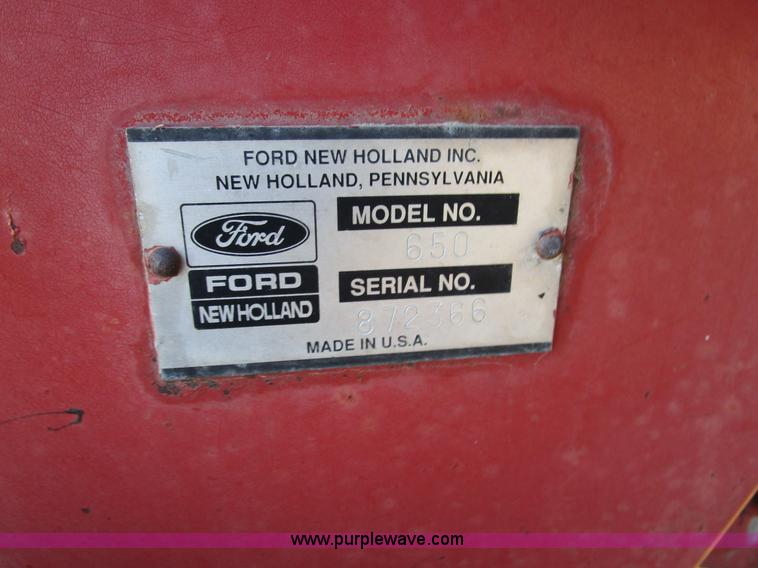 FORD NEW HOLLAND INC.
NEW HOLLAND, PENNSYLVANIA
Ford
FORD
NEW HOLLAND
MODEL NO.
650
SERIAL NO.
872366
MADE IN U.S.A.
www.purplewave.com